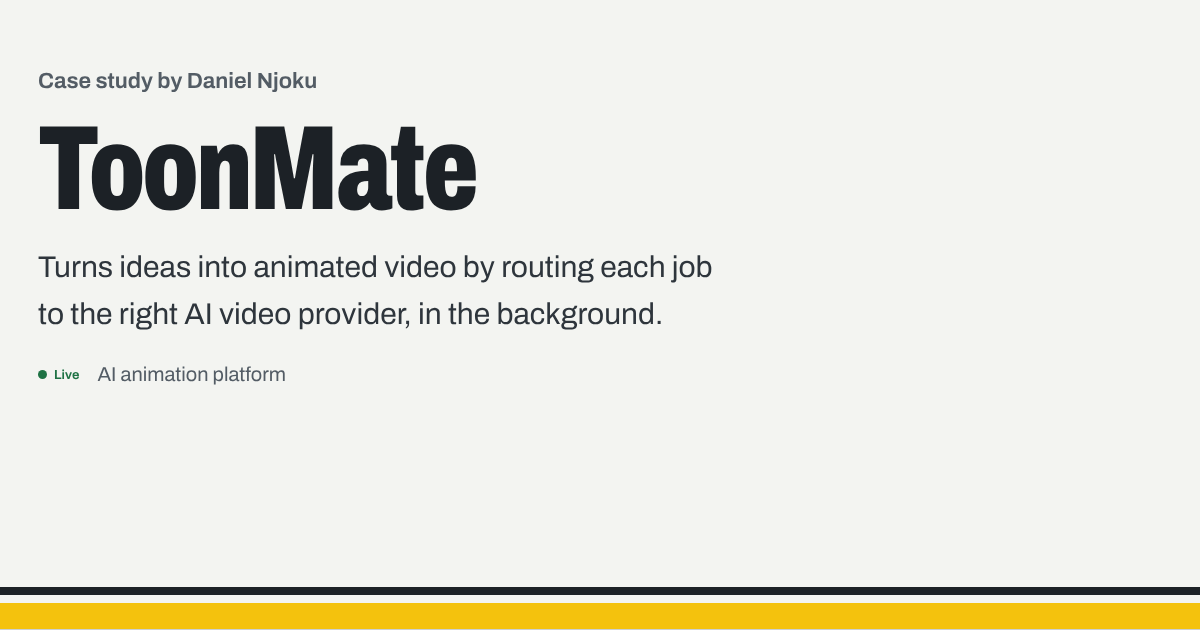 Case study by Daniel Njoku
ToonMate
Turns ideas into animated video by routing each job
to the right AI video provider, in the background.
Live AI animation platform